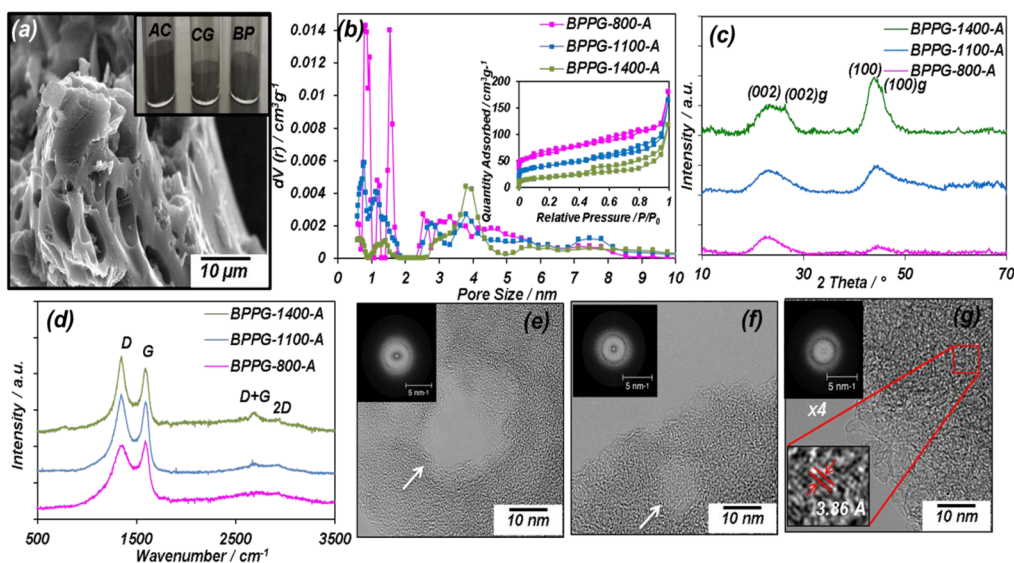 (a)
AC CG BP
10 µm
(b)
BPPG-800-A
BPPG-1100-A
BPPG-1400-A
dV (r) / cm³g⁻¹
0.014
0.012
0.01
0.008
0.006
0.004
0.002
0
0 1 2 3 4 5 6 7 8 9 10
Pore Size / nm
Quantity Adsorbed / cm³g⁻¹
200
150
100
50
0
0 0.2 0.4 0.6 0.8 1
Relative Pressure / P/P₀
(c)
BPPG-1400-A
BPPG-1100-A
BPPG-800-A
(002) (002)g
(100)
(100)g
Intensity / a.u.
10 30 50 70
2 Theta / °
(d)
BPPG-1400-A
BPPG-1100-A
BPPG-800-A
D G
D+G 2D
Intensity / a.u.
500 1500 2500 3500
Wavenumber / cm⁻¹
(e)
5 nm⁻¹
10 nm
(f)
5 nm⁻¹
10 nm
(g)
5 nm⁻¹
x4
3.86 A
10 nm